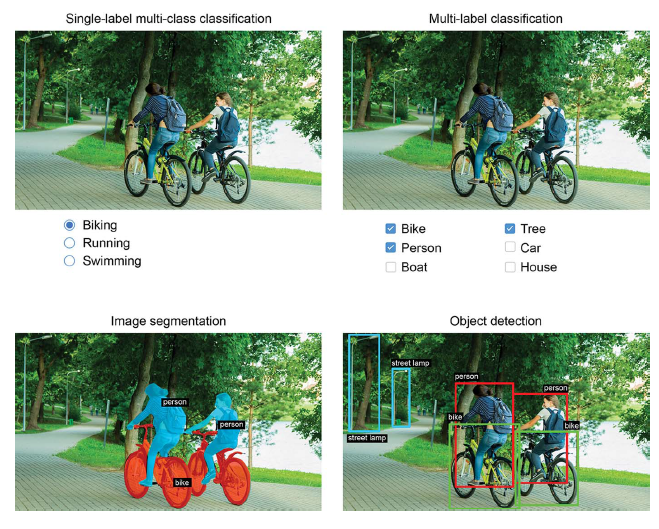 Single-label multi-class classification
Multi-label classification
Biking
Running
Swimming
Bike
Tree
Person
Car
Boat
House
Image segmentation
Object detection
person
person
bike
street lamp
person
person
bike
bike
street lamp